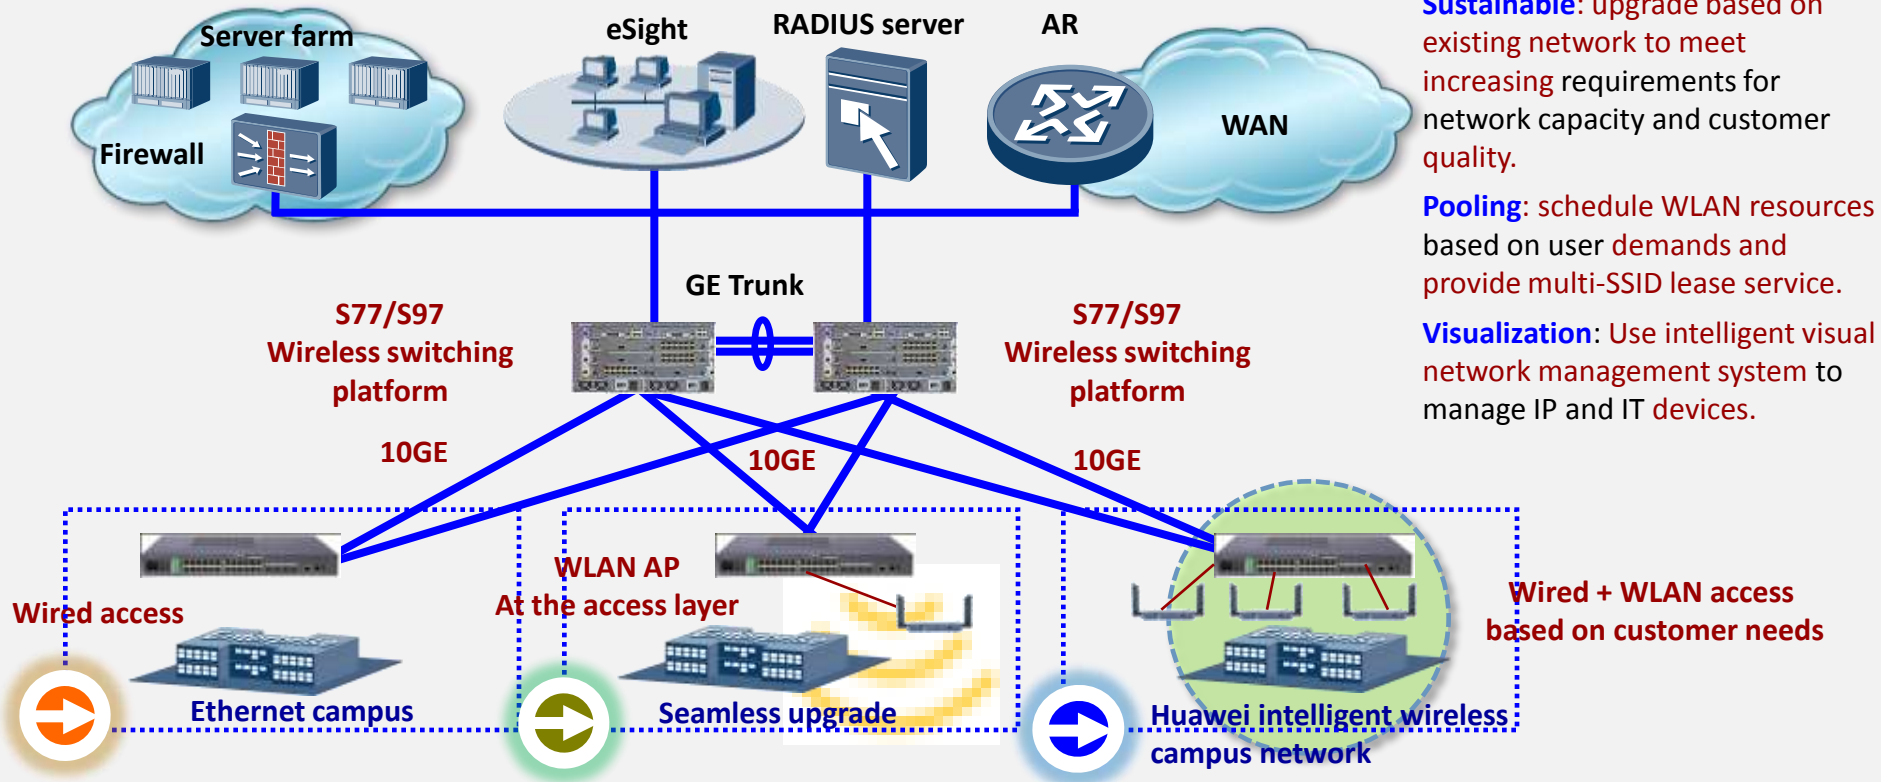 Server farm
Firewall
eSight
RADIUS server
AR
WAN
Sustainable: upgrade based on
existing network to meet
increasing requirements for
network capacity and customer
quality.
Pooling: schedule WLAN resources
based on user demands and
provide multi-SSID lease service.
Visualization: Use intelligent visual
network management system to
manage IP and IT devices.
GE Trunk
S77/S97
Wireless switching
platform
S77/S97
Wireless switching
platform
10GE
10GE
10GE
Wired access
Ethernet campus
WLAN AP
At the access layer
Seamless upgrade
Wired + WLAN access
based on customer needs
Huawei intelligent wireless
campus network